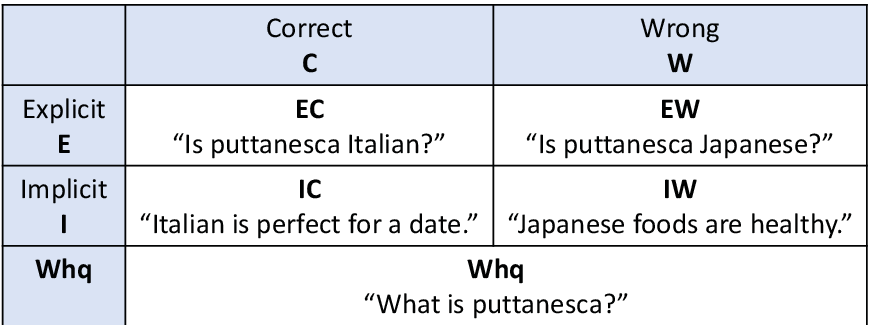 Correct
C
Wrong
W
Explicit
E
EC
“Is puttanesca Italian?”
EW
“Is puttanesca Japanese?”
Implicit
I
IC
“Italian is perfect for a date.”
IW
“Japanese foods are healthy.”
Whq
Whq
“What is puttanesca?”